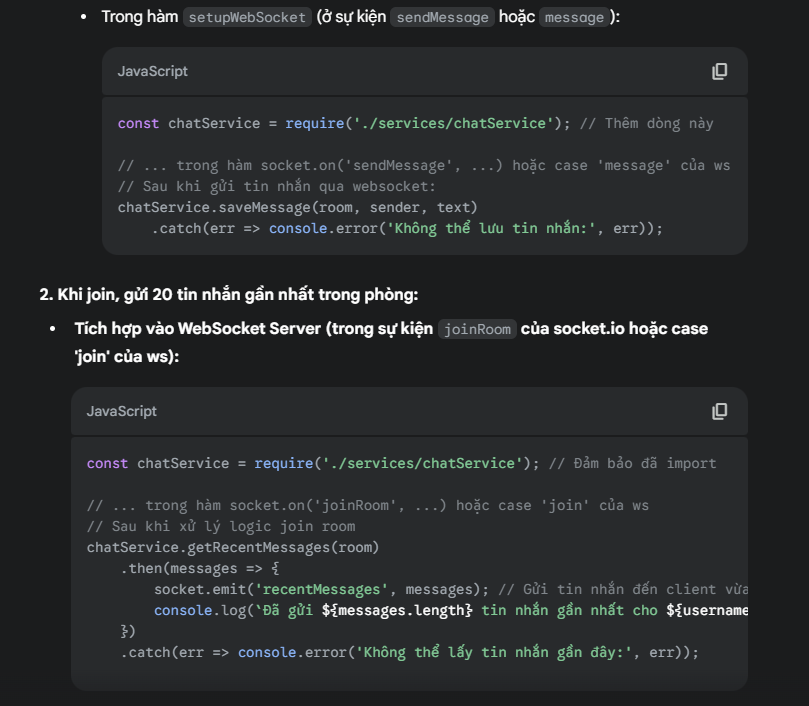 • Trong hàm setupWebSocket (ở sự kiện sendMessage hoặc message):
JavaScript
const chatService = require('./services/chatService'); // Thêm dòng này
// ... trong hàm socket.on('sendMessage', ...) hoặc case 'message' của ws
// Sau khi gửi tin nhắn qua websocket:
chatService.saveMessage(room, sender, text)
.catch(err => console.error('Không thể lưu tin nhắn:', err));
2. Khi join, gửi 20 tin nhắn gần nhất trong phòng:
• Tích hợp vào WebSocket Server (trong sự kiện joinRoom của socket.io hoặc case
'join' của ws):
JavaScript
const chatService = require('./services/chatService'); // Đảm bảo đã import
// ... trong hàm socket.on('joinRoom', ...) hoặc case 'join' của ws
// Sau khi xử lý logic join room
chatService.getRecentMessages(room)
.then(messages => {
socket.emit('recentMessages', messages); // Gửi tin nhắn đến client vừa
console.log(`Đã gửi ${messages.length} tin nhắn gần nhất cho ${username
})
.catch(err => console.error('Không thể lấy tin nhắn gần đây:', err));